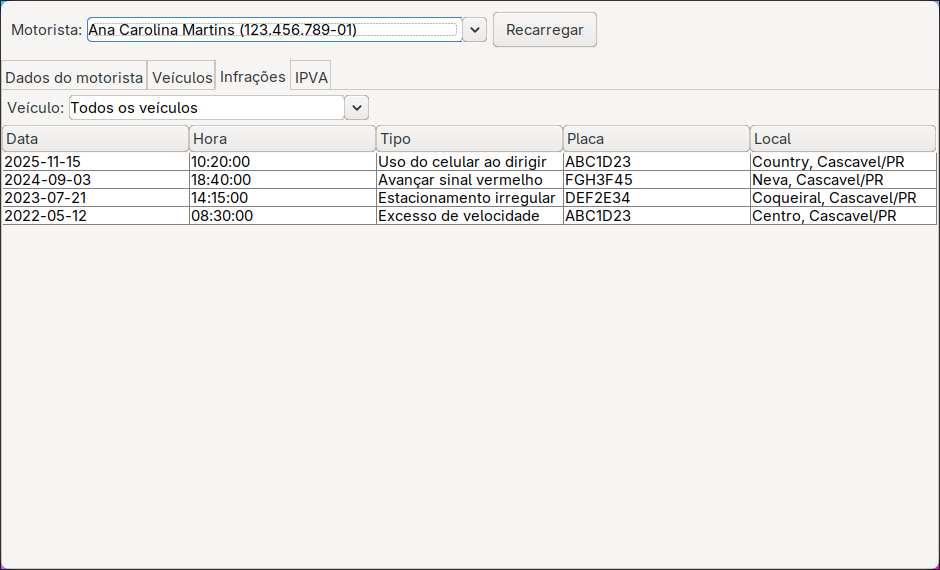 Motorista: Ana Carolina Martins (123.456.789-01) Recarregar
Dados do motorista Veículos Infrações IPVA
Veículo: Todos os veículos
Data Hora Tipo Placa Local
2025-11-15 10:20:00 Uso do celular ao dirigir ABC1D23 Country, Cascavel/PR
2024-09-03 18:40:00 Avançar sinal vermelho FGH3F45 Neva, Cascavel/PR
2023-07-21 14:15:00 Estacionamento irregular DEF2E34 Coqueiral, Cascavel/PR
2022-05-12 08:30:00 Excesso de velocidade ABC1D23 Centro, Cascavel/PR